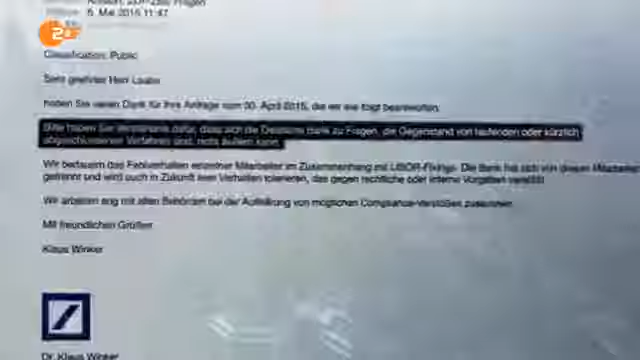 Antwort: ZDF-Zoo Fragen
5. Mai 2015 11:47
Classification: Public
Sehr geehrter Herr Laabs
haben Sie vielen Dank für Ihre Anfrage vom 30. April 2015, die wir wie folgt beantworten:
Bitte haben Sie Verständnis dafür, dass sich die Deutsche Bank zu Fragen, die Gegenstand von laufenden oder kürzlich
abgeschlossenen Verfahren sind, nicht äußern kann.
Wir bedauern das Fehlverhalten einzelner Mitarbeiter im Zusammenhang mit LIBOR-Fixings. Die Bank hat sich von diesen Mitarbeitern
getrennt und wird auch in Zukunft kein Verhalten tolerieren, das gegen rechtliche oder interne Vorgaben verstößt.
Wir arbeiten eng mit allen Behörden bei der Aufklärung von möglichen Compliance-Verstößen zusammen.
Mit freundlichen Grüßen
Klaus Winker
Dr. Klaus Winker